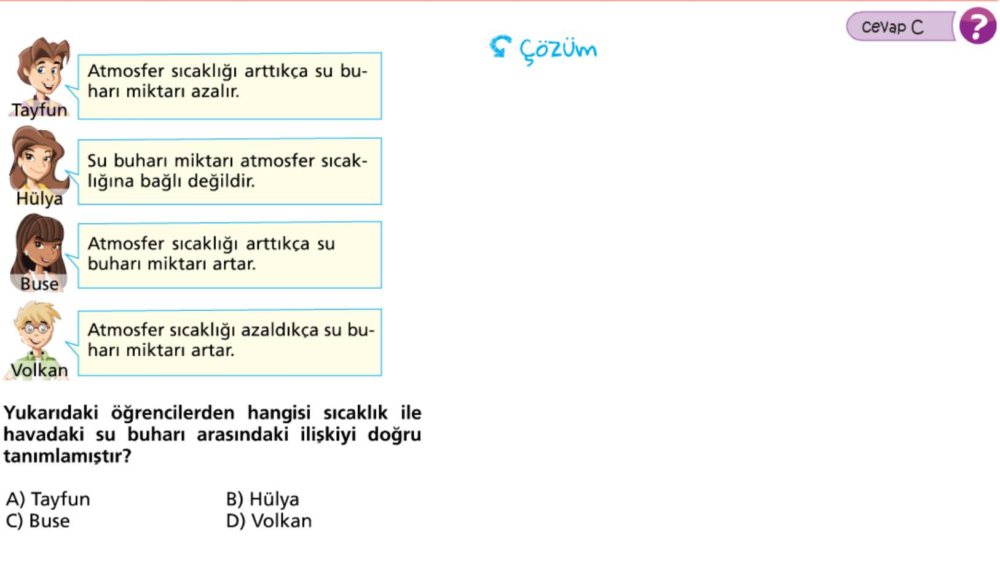 cevap C
?
Çözüm
Atmosfer sıcaklığı arttıkça su bu-
harı miktarı azalır.
Tayfun
Su buharı miktarı atmosfer sıcak-
lığına bağlı değildir.
Hülya
Atmosfer sıcaklığı arttıkça su
buharı miktarı artar.
Buse
Atmosfer sıcaklığı azaldıkça su bu-
harı miktarı artar.
Volkan
Yukarıdaki öğrencilerden hangisi sıcaklık ile
havadaki su buharı arasındaki ilişkiyi doğru
tanımlamıştır?
A) Tayfun
B) Hülya
C) Buse
D) Volkan